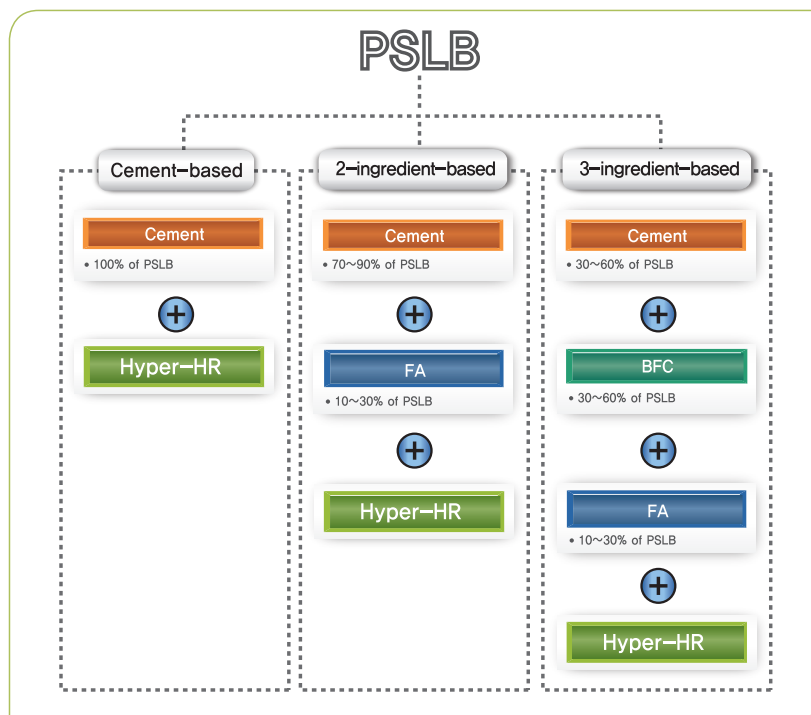 PSLB
Cement-based
Cement
• 100% of PSLB
+
Hyper-HR
2-ingredient-based
Cement
• 70~90% of PSLB
+
FA
• 10~30% of PSLB
+
Hyper-HR
3-ingredient-based
Cement
• 30~60% of PSLB
+
BFC
• 30~60% of PSLB
+
FA
• 10~30% of PSLB
+
Hyper-HR